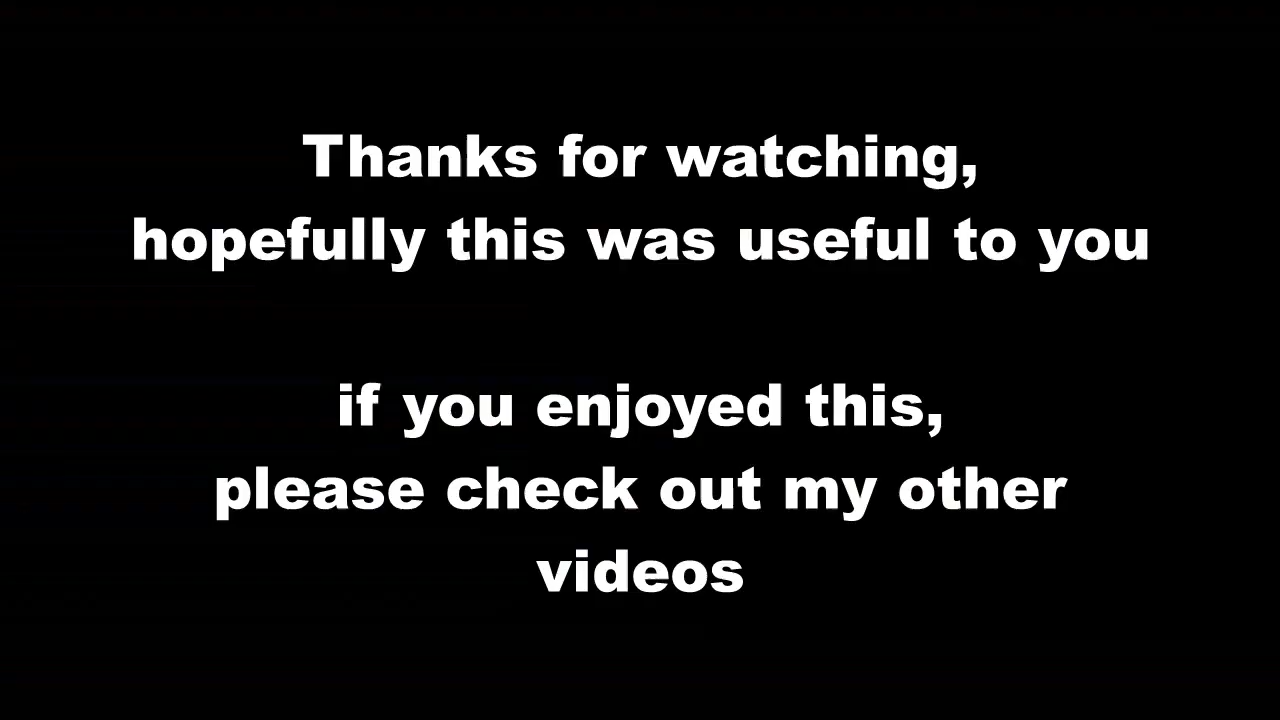 Thanks for watching,
hopefully this was useful to you
if you enjoyed this,
please check out my other
videos